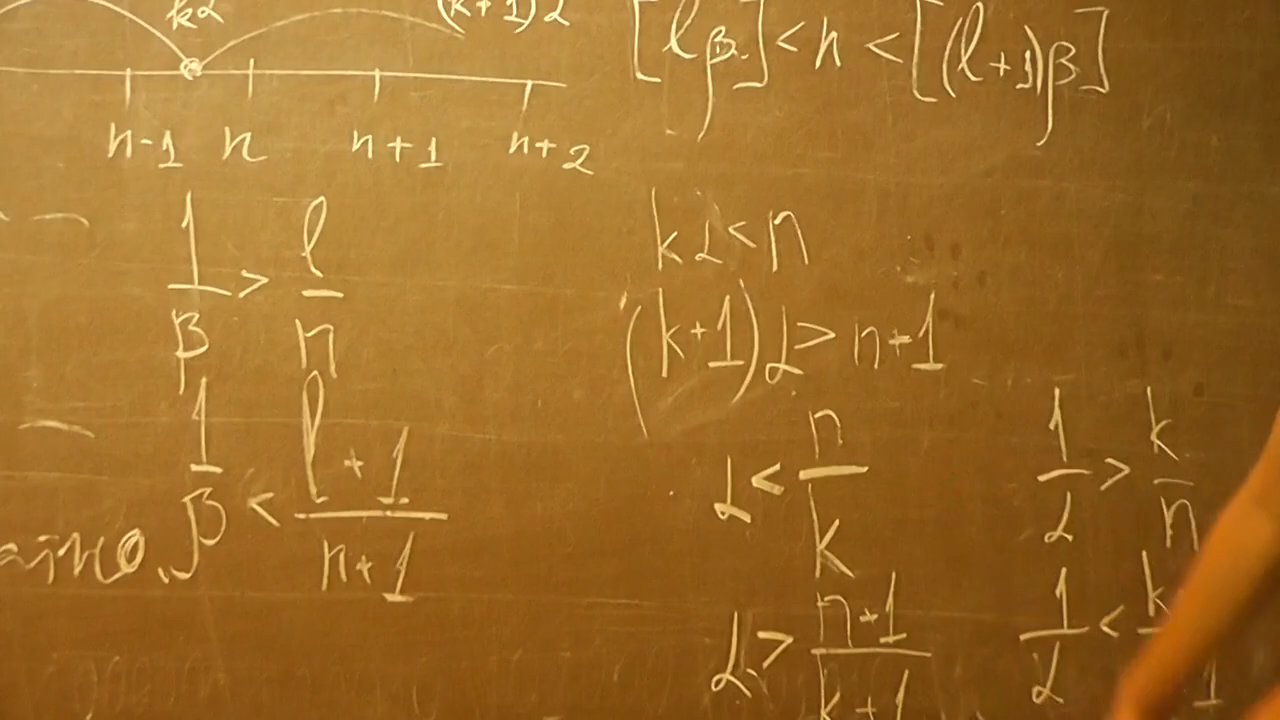 kα (k+1)α
n-1 n n+1 n+2
[lβ] < n < [(l+1)β]
1/β > l/n
1/β < (l+1)/(n+1)
kα < n
(k+1)α > n+1
α < n/k 1/α > k/n
α > (n+1)/(k+1) 1/α < k